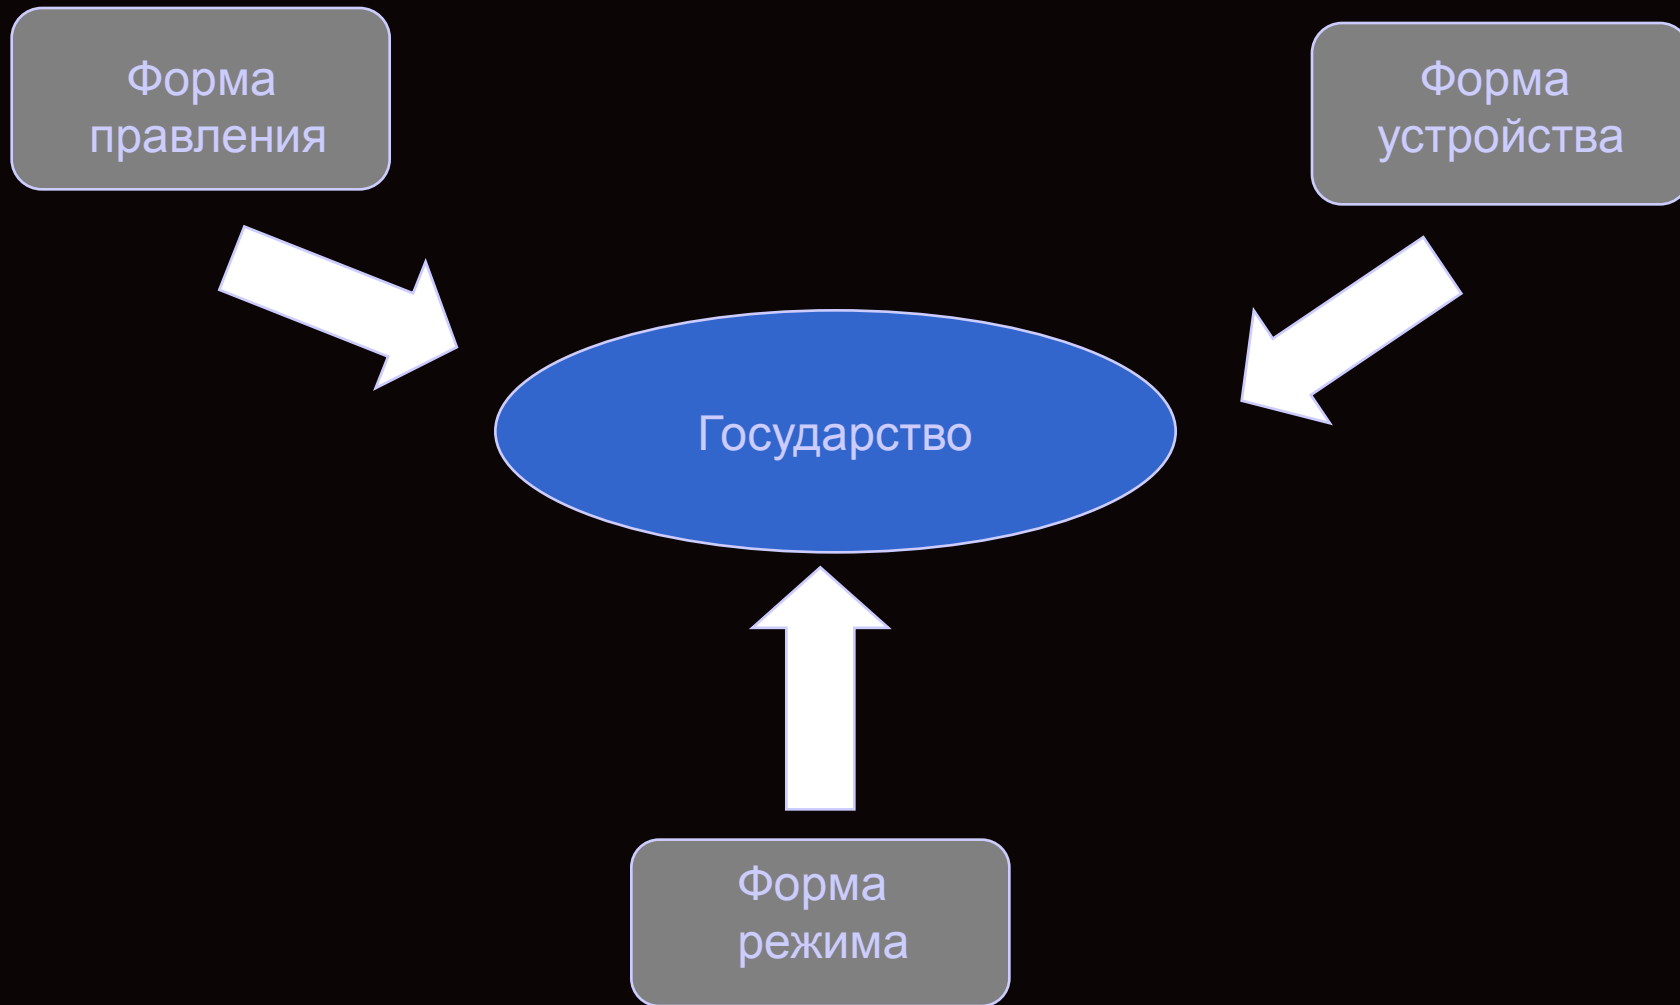 Форма
правления
Форма
устройства
Государство
Форма
режима